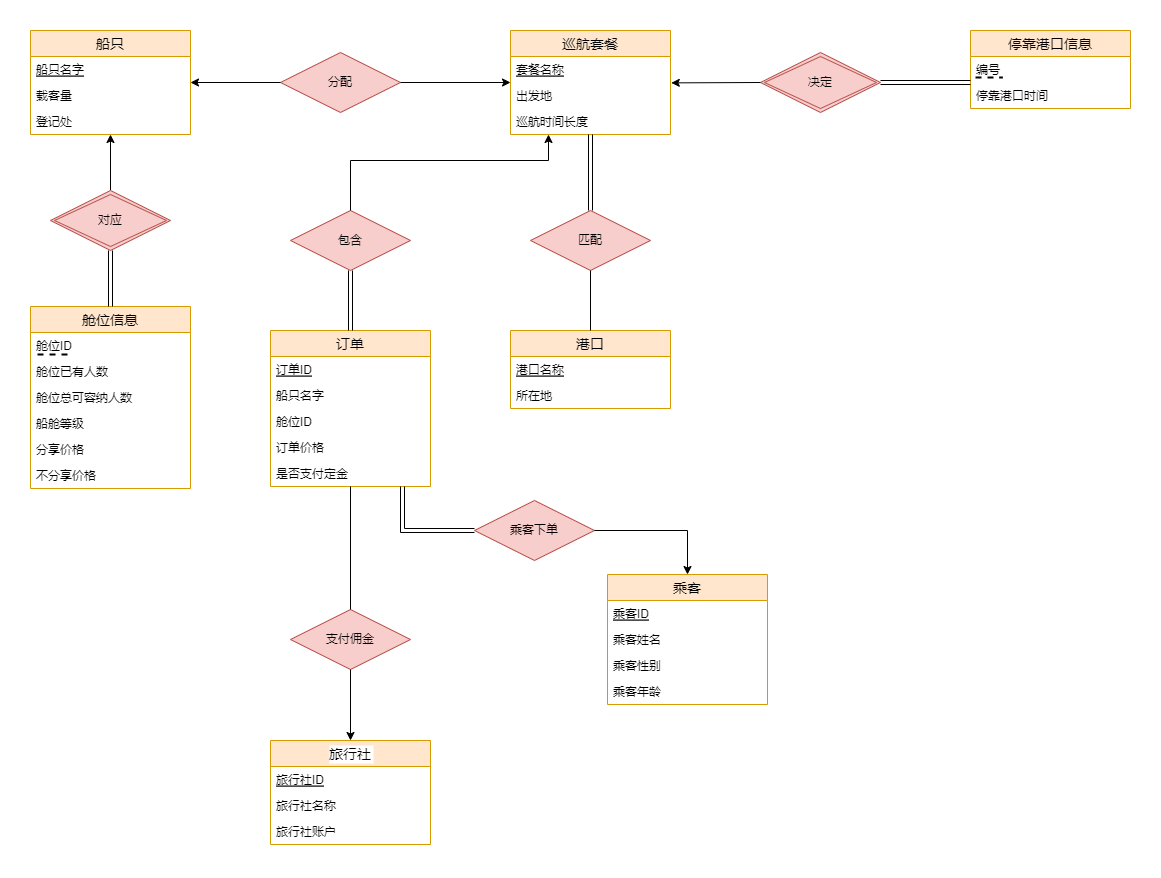 船只
船只名字
载客量
登记处
分配
巡航套餐
套餐名称
出发地
巡航时间长度
决定
停靠港口信息
编号
停靠港口时间
对应
包含
匹配
舱位信息
舱位ID
舱位已有人数
舱位总可容纳人数
船舱等级
分享价格
不分享价格
订单
订单ID
船只名字
舱位ID
订单价格
是否支付定金
港口
港口名称
所在地
乘客下单
乘客
乘客ID
乘客姓名
乘客性别
乘客年龄
支付佣金
旅行社
旅行社ID
旅行社名称
旅行社账户